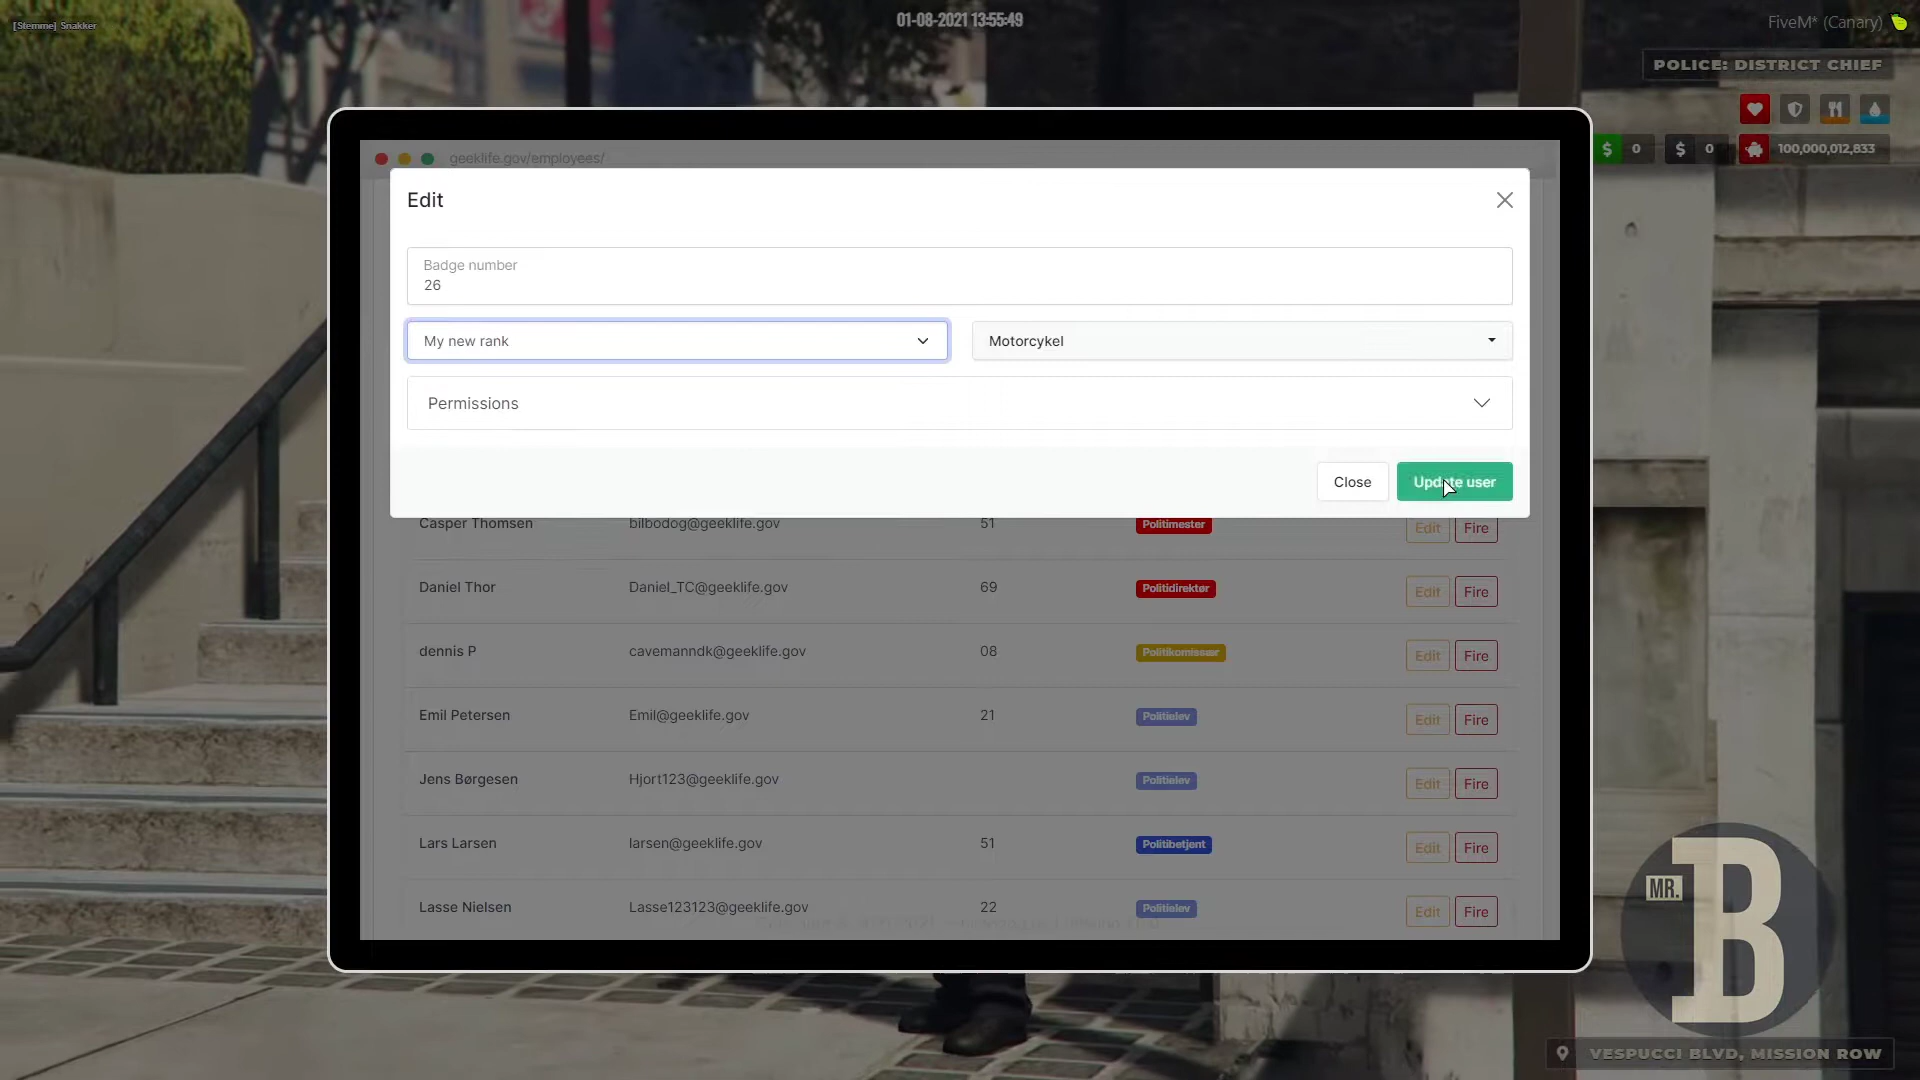 [Stemme] Snakker
01-08-2021 13:55:49
FiveM* (Canary)
POLICE: DISTRICT CHIEF
$ 0 $ 0 100,000,012,833
geeklife.gov/employees/
Edit
Badge number
26
My new rank Motorcykel
Permissions
Close Update user
Casper Thomsen bilbodog@geeklife.gov 51 Politimester Edit Fire
Daniel Thor Daniel_TC@geeklife.gov 69 Politidirektør Edit Fire
dennis P cavemanndk@geeklife.gov 08 Politikomissær Edit Fire
Emil Petersen Emil@geeklife.gov 21 Politielev Edit Fire
Jens Børgesen Hjort123@geeklife.gov Politielev Edit Fire
Lars Larsen larsen@geeklife.gov 51 Politibetjent Edit Fire
Lasse Nielsen Lasse123123@geeklife.gov 22 Politielev Edit Fire
MR. B
VESPUCCI BLVD, MISSION ROW